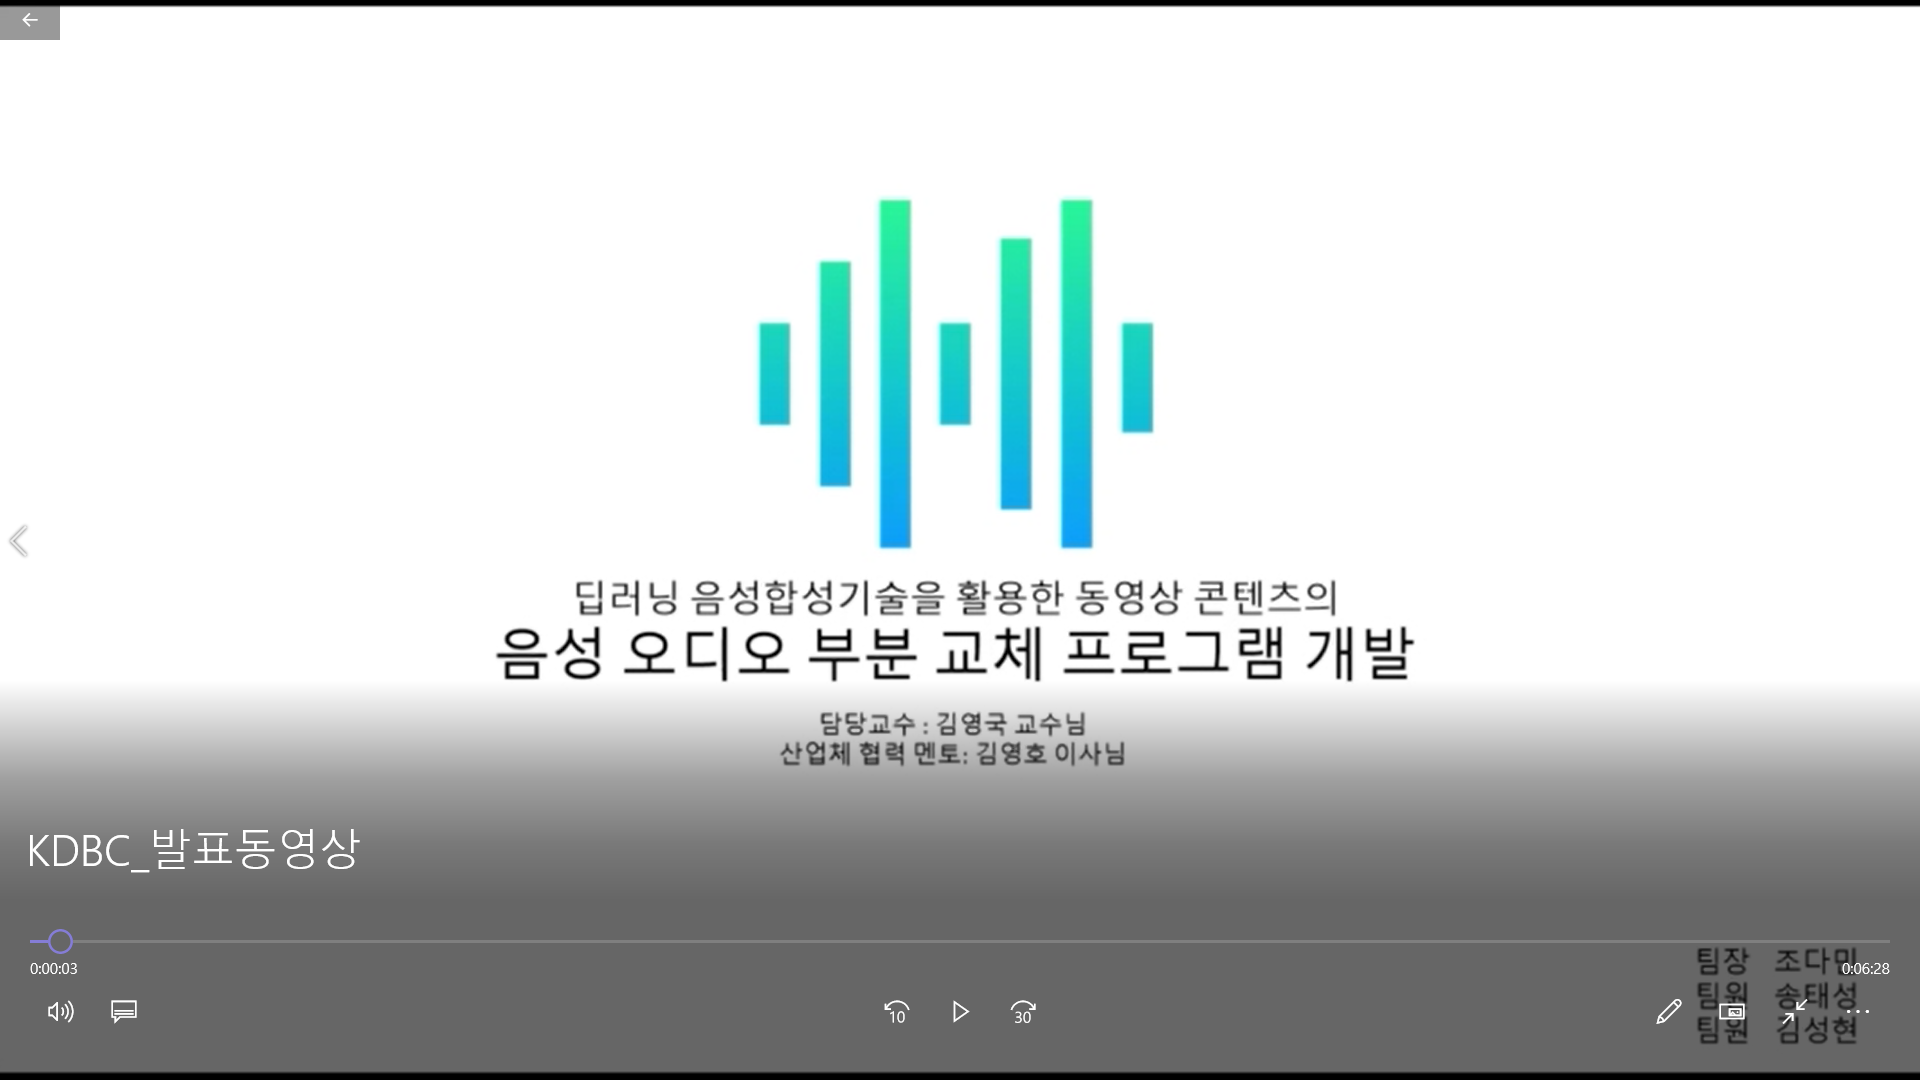 딥러닝 음성합성기술을 활용한 동영상 콘텐츠의
음성 오디오 부분 교체 프로그램 개발
담당교수 : 김영국 교수님
산업체 협력 멘토: 김영호 이사님
KDBC_발표동영상
0:00:03
0:06:28
팀장 조다민
팀원 송태성
팀원 김성현
10
30